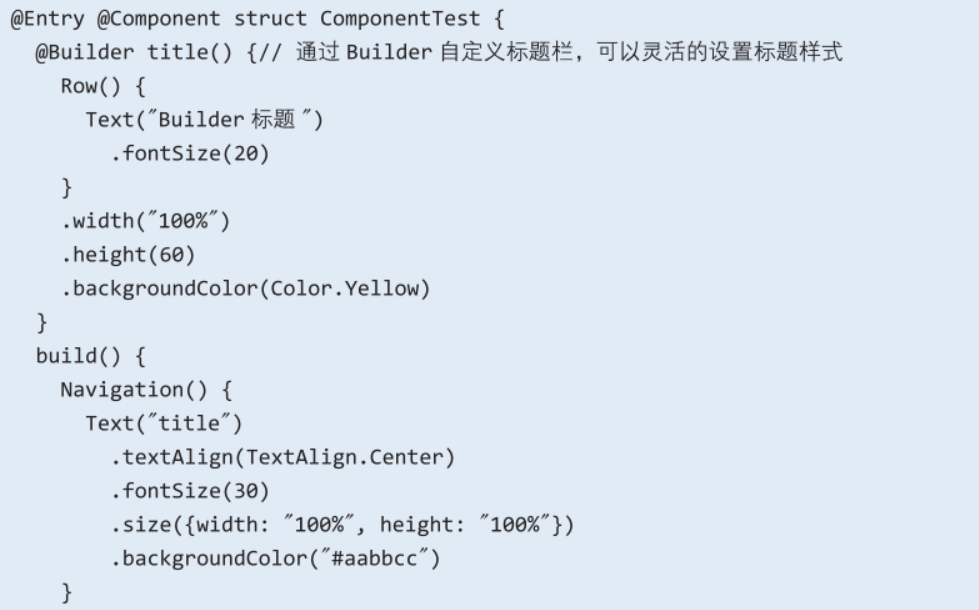 @Entry @Component struct ComponentTest {
  @Builder title() {// 通过 Builder 自定义标题栏，可以灵活的设置标题样式
    Row() {
      Text("Builder 标题 ")
        .fontSize(20)
    }
    .width("100%")
    .height(60)
    .backgroundColor(Color.Yellow)
  }
  build() {
    Navigation() {
      Text("title")
        .textAlign(TextAlign.Center)
        .fontSize(30)
        .size({width: "100%", height: "100%"})
        .backgroundColor("#aabbcc")
    }